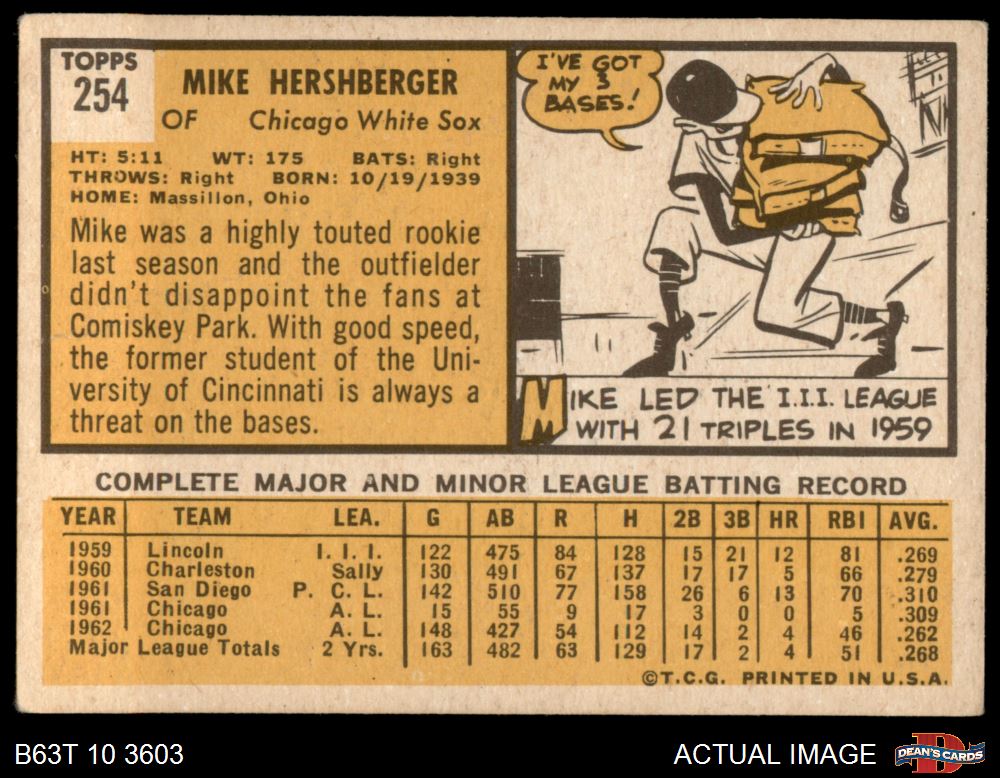 TOPPS
254
MIKE HERSHBERGER
OF Chicago White Sox
HT: 5:11 WT: 175 BATS: Right
THROWS: Right BORN: 10/19/1939
HOME: Massillon, Ohio
Mike was a highly touted rookie
last season and the outfielder
didn't disappoint the fans at
Comiskey Park. With good speed,
the former student of the Uni-
versity of Cincinnati is always a
threat on the bases.
I'VE GOT
MY 3
BASES!
MIKE LED THE I.I.I. LEAGUE
WITH 21 TRIPLES IN 1959
COMPLETE MAJOR AND MINOR LEAGUE BATTING RECORD
YEAR TEAM LEA. G AB R H 2B 3B HR RBI AVG.
1959 Lincoln I. I. I. 122 475 84 128 15 21 12 81 .269
1960 Charleston Sally 130 491 67 137 17 17 5 66 .279
1961 San Diego P. C. L. 142 510 77 158 26 6 13 70 .310
1961 Chicago A. L. 15 55 9 17 3 0 0 5 .309
1962 Chicago A. L. 148 427 54 112 14 2 4 46 .262
Major League Totals 2 Yrs. 163 482 63 129 17 2 4 51 .268
©T.C.G. PRINTED IN U.S.A.
B63T 10 3603
ACTUAL IMAGE
D
DEAN'S CARDS